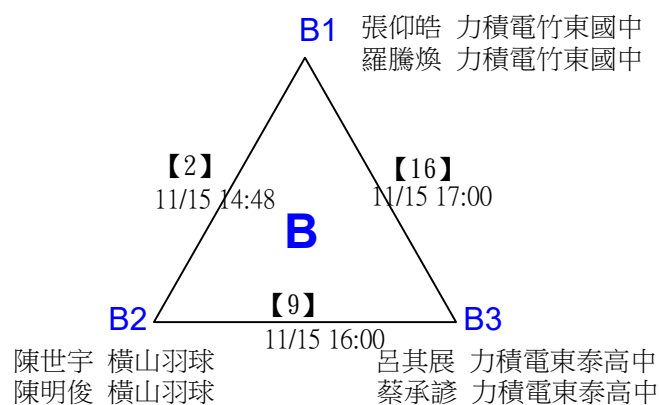 B1 張仰皓 力積電竹東國中
羅騰煥 力積電竹東國中
【2】 【16】
11/15 14:48 11/15 17:00
B
【9】
B2 B3
11/15 16:00
陳世宇 橫山羽球 呂其展 力積電東泰高中
陳明俊 橫山羽球 蔡承諺 力積電東泰高中